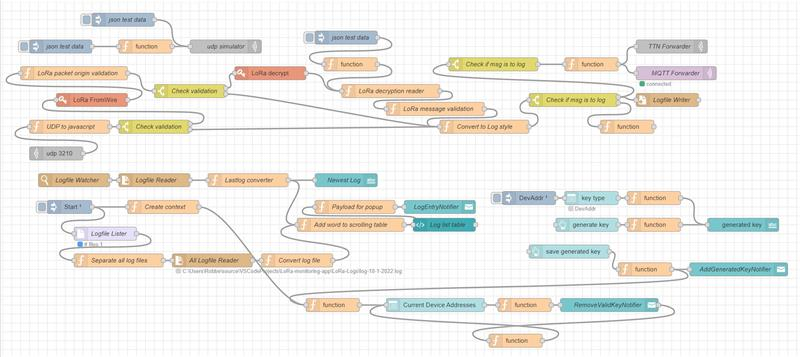 json test data
json test data
function
udp simulator
json test data
function
Check if msg is to log
function
TTN Forwarder
MQTT Forwarder
connected
LoRa packet origin validation
LoRa decrypt
Check validation
LoRa decryption reader
LoRa FromWire
LoRa message validation
Check if msg is to log
Logfile Writer
UDP to javascript
Check validation
Convert to Log style
function
udp 3210
Logfile Watcher
Logfile Reader
Lastlog converter
Newest Log
Start ¹
Create context
Payload for popup
LogEntryNotifier
Add word to scrolling table
Log list table
Logfile Lister
# files 1
Separate all log files
All Logfile Reader
Convert log file
DevAddr ¹
key type
function
DevAddr
generate key
function
generated key
save generated key
function
AddGeneratedKeyNotifier
function
Current Device Addresses
function
RemoveValidKeyNotifier
function